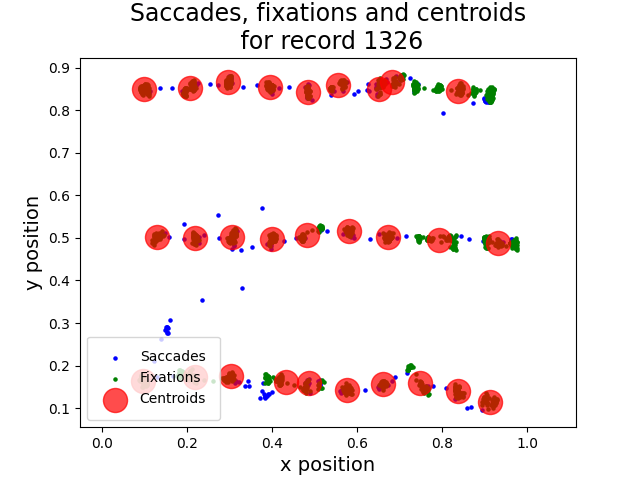 Saccades, fixations and centroids
for record 1326
y position
0.9
0.8
0.7
0.6
0.5
0.4
0.3
0.2
0.1
Saccades
Fixations
Centroids
0.0 0.2 0.4 0.6 0.8 1.0
x position